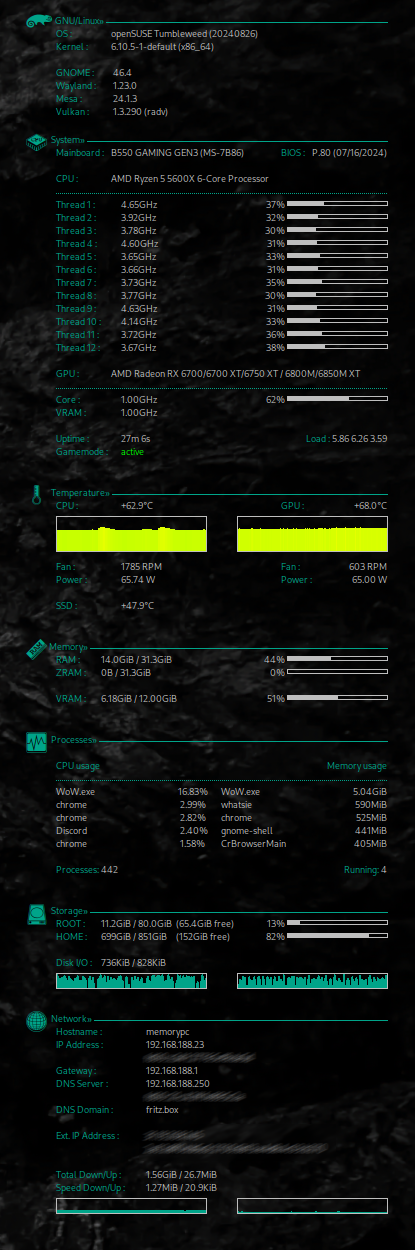 GNU/Linux»
OS : openSUSE Tumbleweed (20240826)
Kernel : 6.10.5-1-default (x86_64)
GNOME : 46.4
Wayland : 1.23.0
Mesa : 24.1.3
Vulkan : 1.3.290 (radv)
System»
Mainboard : B550 GAMING GEN3 (MS-7B86) BIOS : P.80 (07/16/2024)
CPU : AMD Ryzen 5 5600X 6-Core Processor
Thread 1 : 4.65GHz 37%
Thread 2 : 3.92GHz 32%
Thread 3 : 3.78GHz 30%
Thread 4 : 4.60GHz 31%
Thread 5 : 3.65GHz 33%
Thread 6 : 3.66GHz 31%
Thread 7 : 3.73GHz 35%
Thread 8 : 3.77GHz 30%
Thread 9 : 4.63GHz 31%
Thread 10 : 4.14GHz 33%
Thread 11 : 3.72GHz 36%
Thread 12 : 3.67GHz 38%
GPU : AMD Radeon RX 6700/6700 XT/6750 XT / 6800M/6850M XT
Core : 1.00GHz 62%
VRAM : 1.00GHz
Uptime : 27m 6s Load : 5.86 6.26 3.59
Gamemode : active
Temperature»
CPU : +62.9°C GPU : +68.0°C
Fan : 1785 RPM Fan : 603 RPM
Power : 65.74 W Power : 65.00 W
SSD : +47.9°C
Memory»
RAM : 14.0GiB / 31.3GiB 44%
ZRAM : 0B / 31.3GiB 0%
VRAM : 6.18GiB / 12.00GiB 51%
Processes»
CPU usage Memory usage
WoW.exe 16.83% WoW.exe 5.04GiB
chrome 2.99% whatsie 590MiB
chrome 2.82% chrome 525MiB
Discord 2.40% gnome-shell 441MiB
chrome 1.58% CrBrowserMain 405MiB
Processes: 442 Running: 4
Storage»
ROOT : 11.2GiB / 80.0GiB (65.4GiB free) 13%
HOME : 699GiB / 851GiB (152GiB free) 82%
Disk I/O : 736KiB / 828KiB
Network»
Hostname : memorypc
IP Address : 192.168.188.23
Gateway : 192.168.188.1
DNS Server : 192.168.188.250
DNS Domain : fritz.box
Ext. IP Address :
Total Down/Up : 1.56GiB / 26.7MiB
Speed Down/Up : 1.27MiB / 20.9KiB